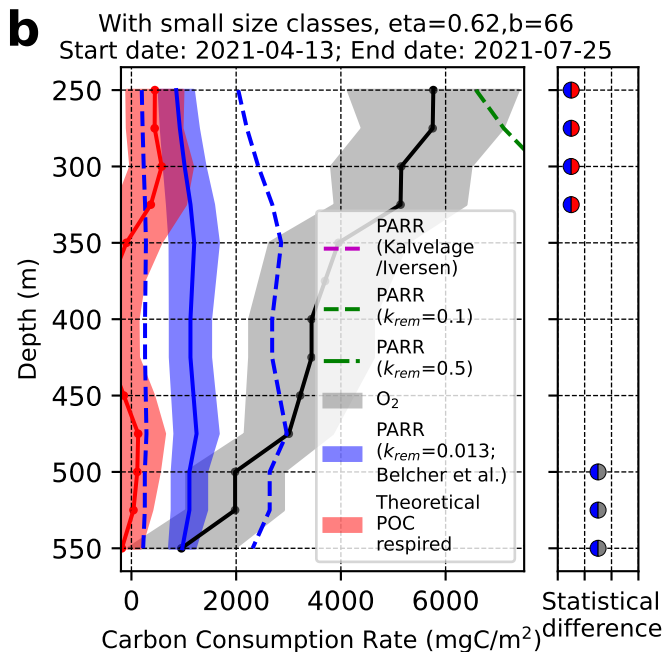 b
With small size classes, eta=0.62,b=66
Start date: 2021-04-13; End date: 2021-07-25
250
300
350
400
450
500
550
Depth (m)
PARR
(Kalvelage
/Iversen)
PARR
(k_rem=0.1)
PARR
(k_rem=0.5)
O₂
PARR
(k_rem=0.013;
Belcher et al.)
Theoretical
POC
respired
0 2000 4000 6000
Carbon Consumption Rate (mgC/m²)
Statistical
difference